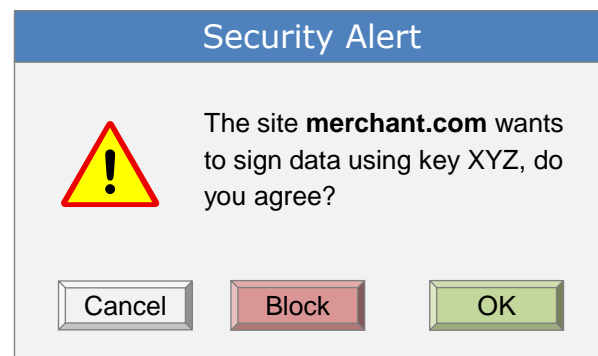 Security Alert
The site merchant.com wants
to sign data using key XYZ, do
you agree?
Cancel Block OK